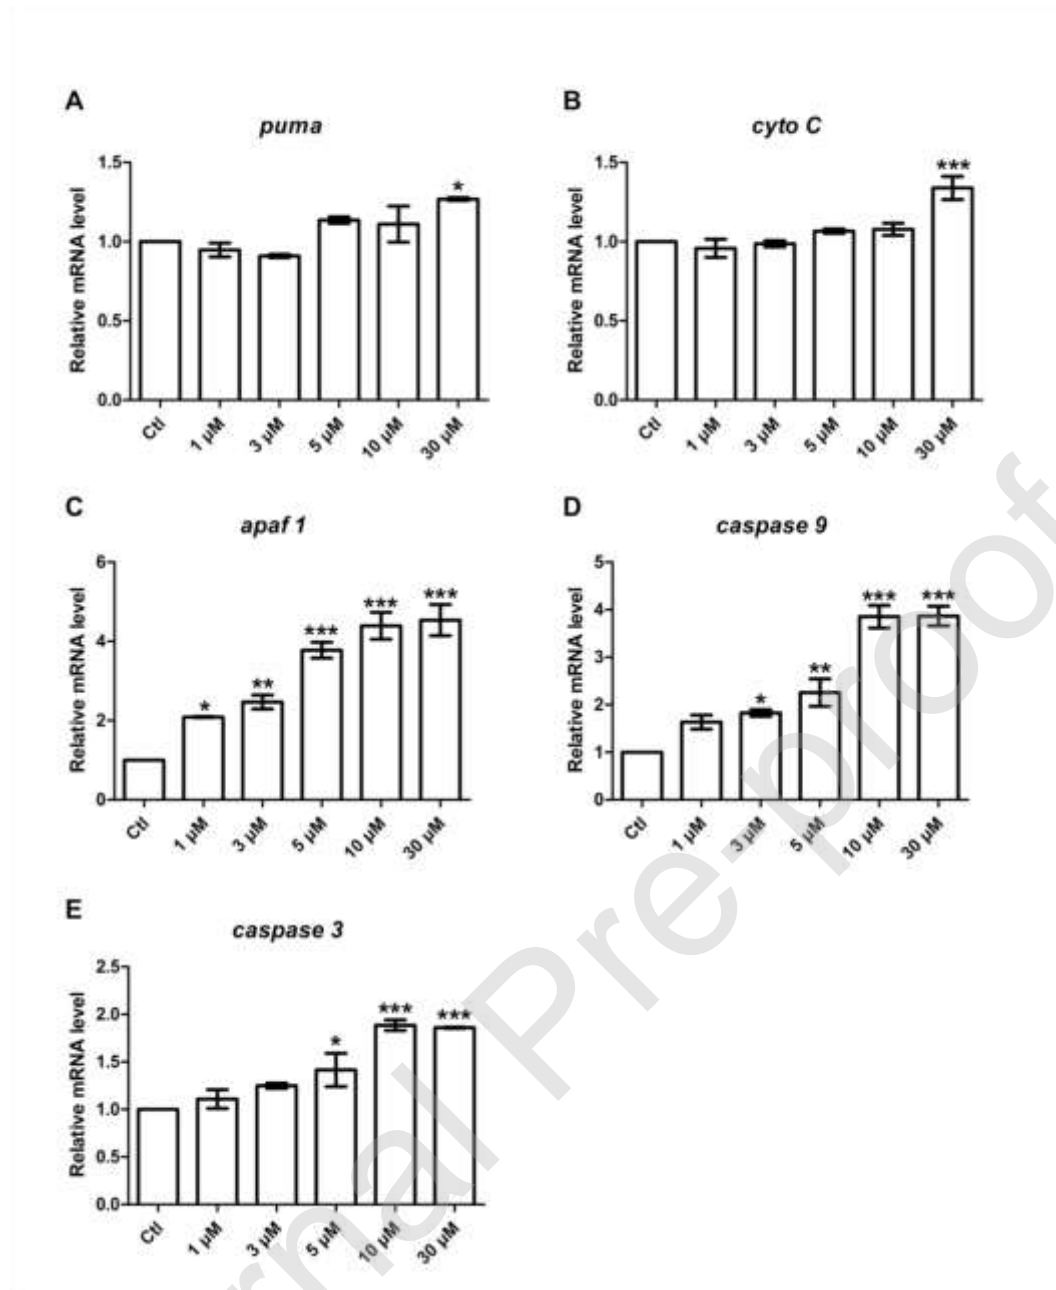 A
puma
Relative mRNA level
1.5
1.0
0.5
0.0
*
Ctl
1 µM
3 µM
5 µM
10 µM
30 µM
B
cyto C
Relative mRNA level
1.5
1.0
0.5
0.0
***
Ctl
1 µM
3 µM
5 µM
10 µM
30 µM
C
apaf 1
Relative mRNA level
6
4
2
0
*
**
***
***
***
Ctl
1 µM
3 µM
5 µM
10 µM
30 µM
D
caspase 9
Relative mRNA level
5
4
3
2
1
0
*
**
***
***
Ctl
1 µM
3 µM
5 µM
10 µM
30 µM
E
caspase 3
Relative mRNA level
2.5
2.0
1.5
1.0
0.5
0.0
*
***
***
Ctl
1 µM
3 µM
5 µM
10 µM
30 µM
rnal Pre-proof